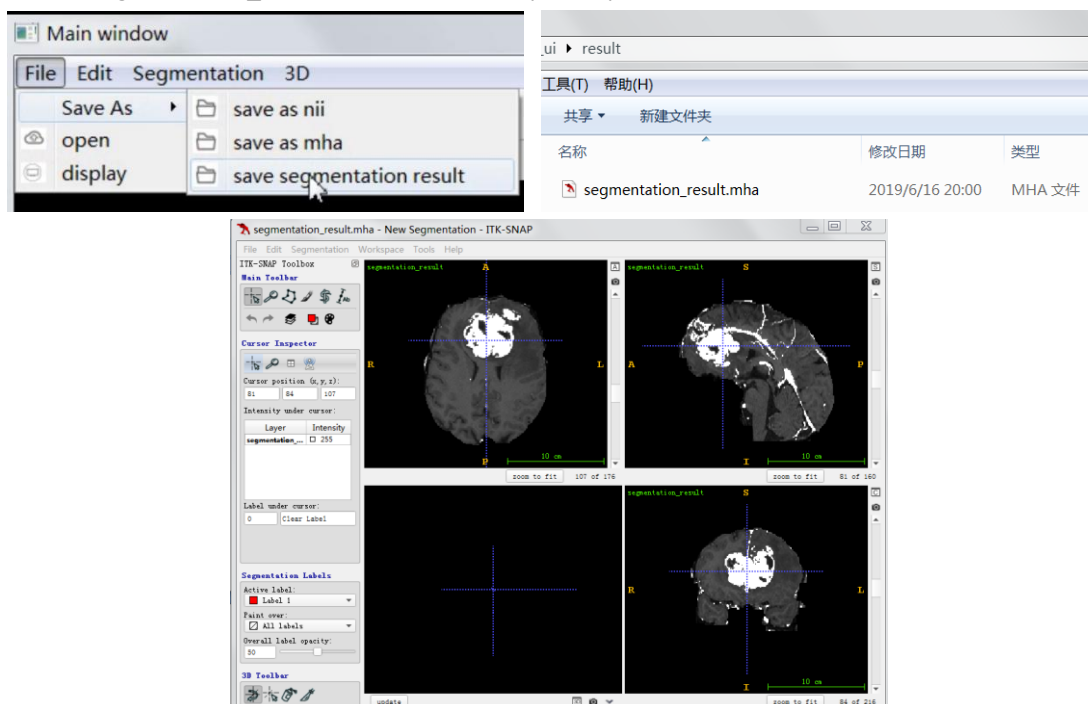 Main window
File Edit Segmentation 3D
Save As
save as nii
open
save as mha
display
save segmentation result
_ui ▸ result
工具(T) 帮助(H)
共享 ▾ 新建文件夹
名称 修改日期 类型
segmentation_result.mha 2019/6/16 20:00 MHA 文件
segmentation_result.mha - New Segmentation - ITK-SNAP
File Edit Segmentation Workspace Tools Help
ITK-SNAP Toolbox
Main Toolbar
Cursor Inspector
Cursor position (x,y,z):
81 84 107
Intensity under cursor:
Layer Intensity
segmentation_... 255
Label under cursor:
0 Clear Label
Segmentation Labels
Active label:
Label 1
Paint over:
All labels
Overall label opacity:
50
3D Toolbar
segmentation_result
A
R
L
P
10 cm
zoom to fit 107 of 176
A
segmentation_result
S
A
P
I
10 cm
zoom to fit 81 of 160
S
update
3D
segmentation_result
S
R
L
I
10 cm
zoom to fit 84 of 216
C